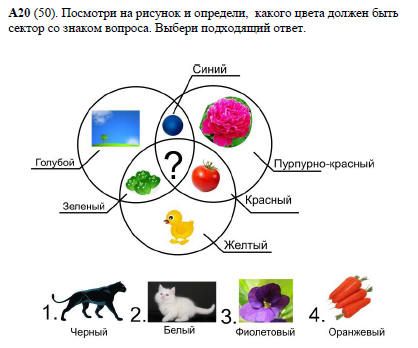 А20 (50). Посмотри на рисунок и определи, какого цвета должен быть
сектор со знаком вопроса. Выбери подходящий ответ.
Синий
Голубой
Пурпурно-красный
?
Зеленый
Красный
Желтый
1. 2. 3. 4.
Черный Белый Фиолетовый Оранжевый